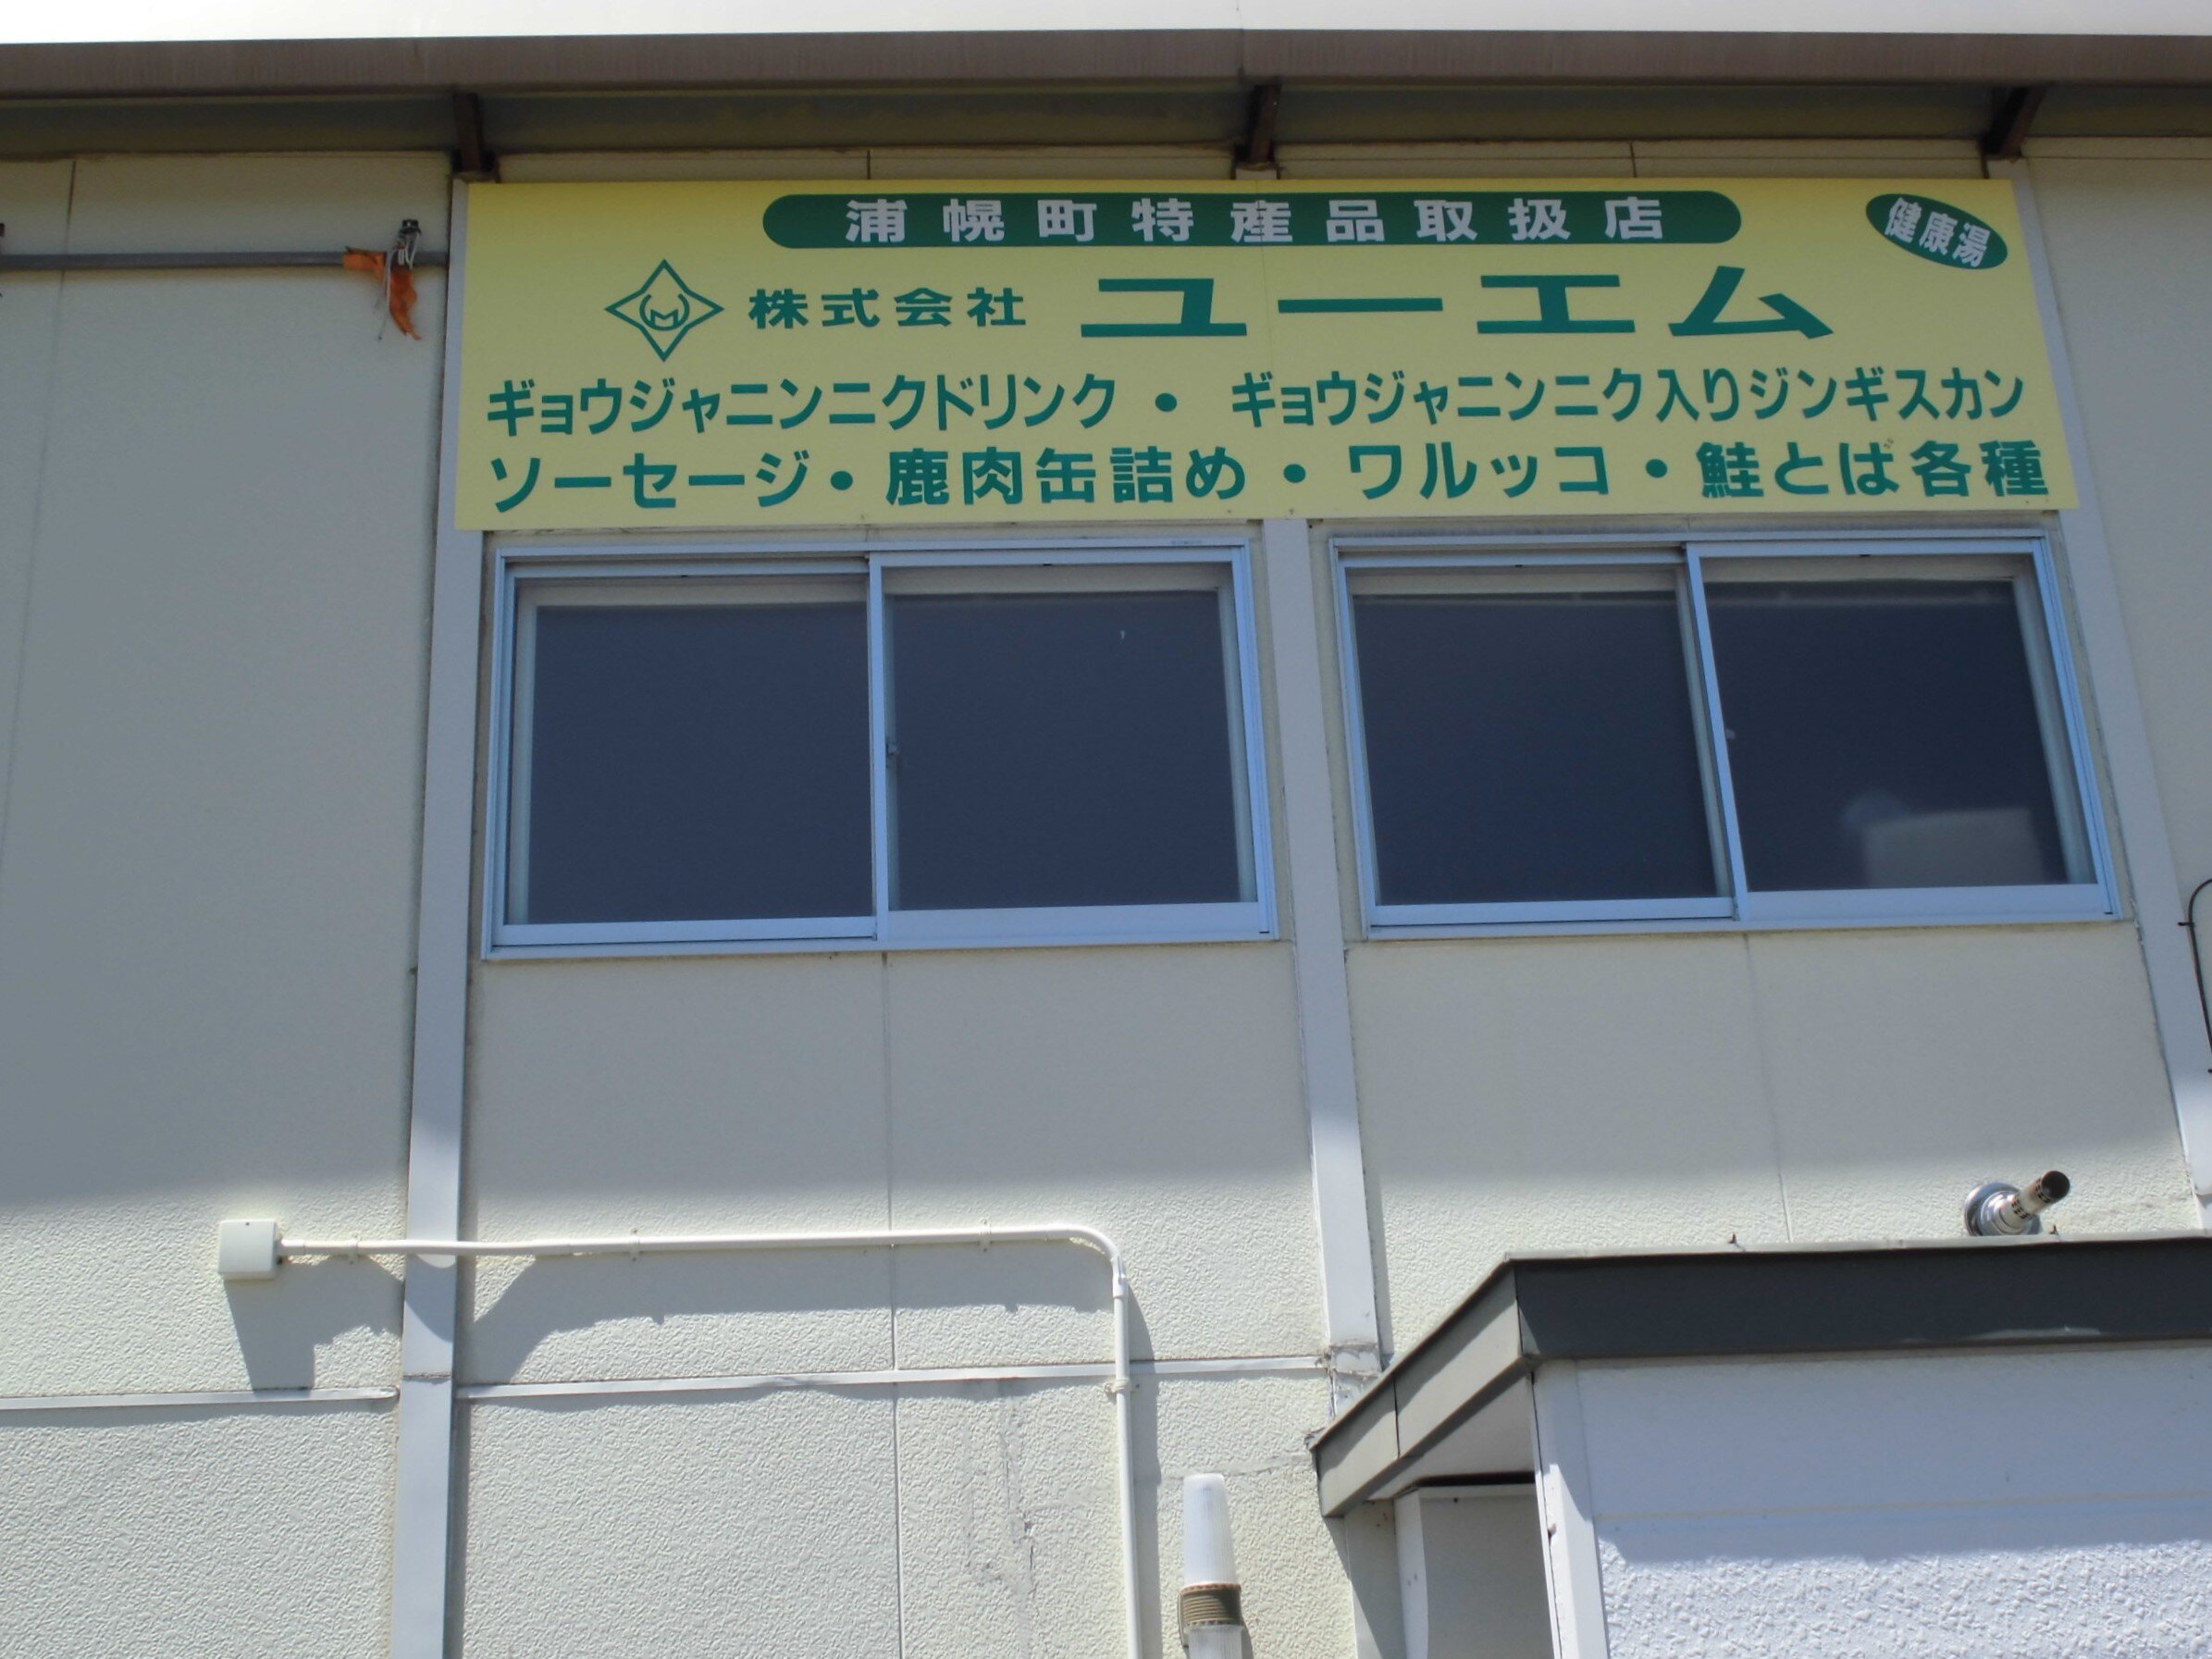 浦幌町特産品取扱店
健康湯
UM 株式会社 ユーエム
ギョウジャニンニクドリンク・ギョウジャニンニク入りジンギスカン
ソーセージ・鹿肉缶詰め・ワルッコ・鮭とば各種